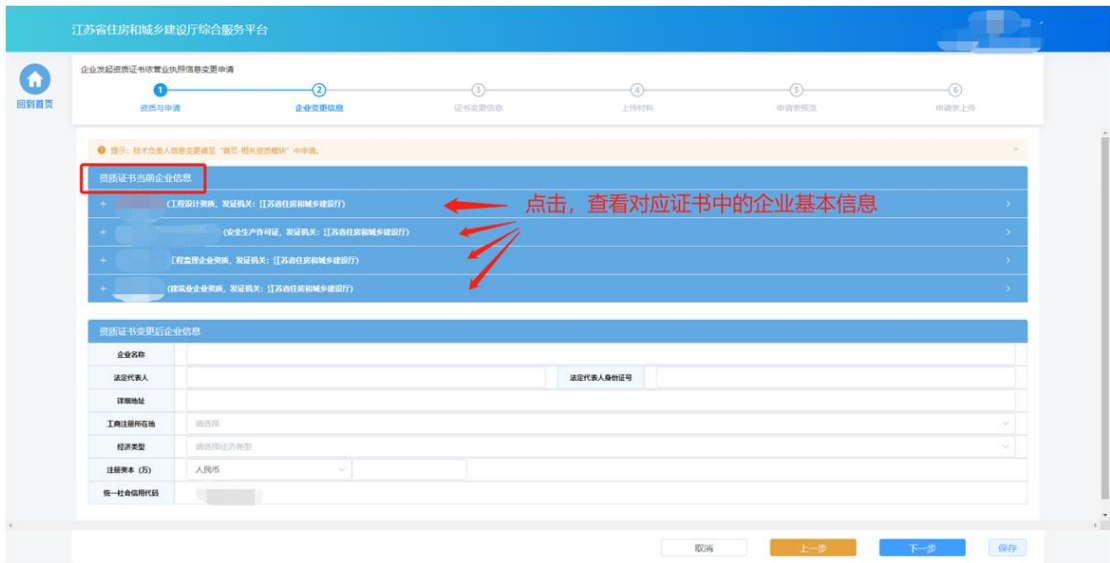 江苏省住房和城乡建设厅综合服务平台
回到首页
企业发起资质证书依营业执照信息变更申请
1 2 3 4 5 6
资质与申请 企业变更信息 证书变更信息 上传材料 申请表预览 申请表上传
提示：技术负责人信息变更请至“首页-相关资质模块”中申请。 ×
资质证书当前企业信息
+ (工程设计资质，发证机关：江苏省住房和城乡建设厅)
点击，查看对应证书中的企业基本信息
+ (安全生产许可证，发证机关：江苏省住房和城乡建设厅)
+ 工程监理企业资质，发证机关：江苏省住房和城乡建设厅)
+ (建筑业企业资质，发证机关：江苏省住房和城乡建设厅)
资质证书变更后企业信息
企业名称
法定代表人 法定代表人身份证号
详细地址
工商注册所在地 请选择
经济类型 请选择经济类型
注册资本（万） 人民币
统一社会信用代码
取消 上一步 下一步 保存